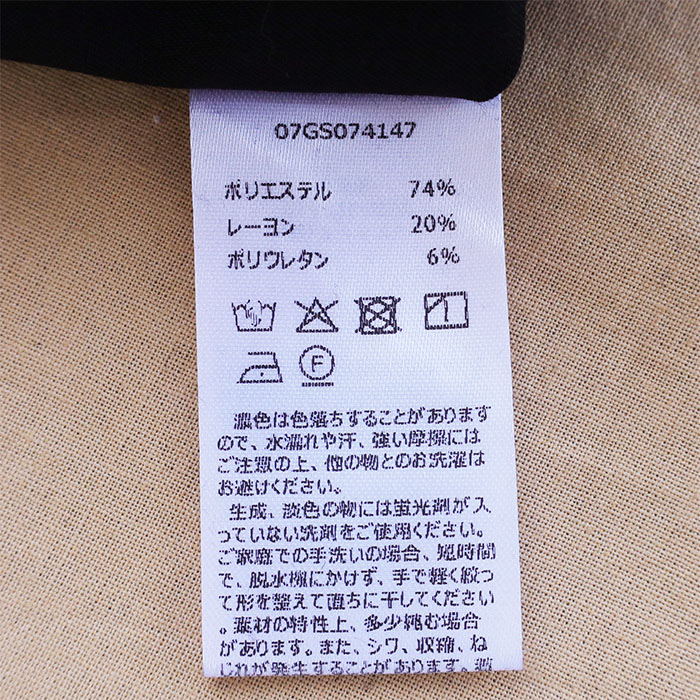 07GS074147
ポリエステル 74%
レーヨン 20%
ポリウレタン 6%
F
濃色は色落ちすることがあります
ので、水濡れや汗、強い摩擦には
ご注意の上、他の物とのお洗濯は
お避けください。
生成、淡色の物には蛍光剤が入
っていない洗剤をご使用ください。
ご家庭での手洗いの場合、短時間
で、脱水機にかけず、手で軽く絞っ
て形を整えて直ちに干してください
。素材の特性上、多少縮む場合
があります。また、シワ、収縮、ね
じれが発生することがあります。